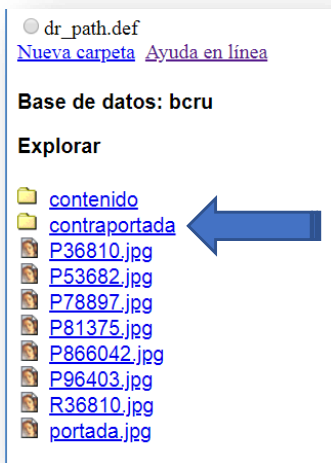 dr_path.def
Nueva carpeta Ayuda en línea
Base de datos: bcru
Explorar
contenido
contraportada
P36810.jpg
P53682.jpg
P78897.jpg
P81375.jpg
P866042.jpg
P96403.jpg
R36810.jpg
portada.jpg